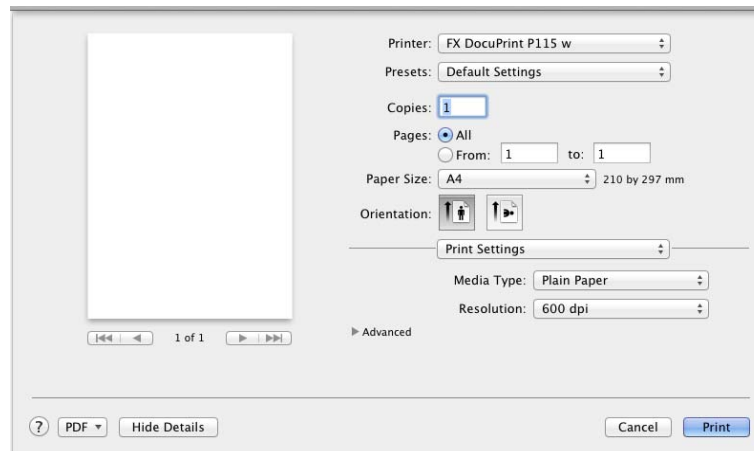 Printer: FX DocuPrint P115 w
Presets: Default Settings
Copies: 1
Pages: All
From: 1 to: 1
Paper Size: A4 210 by 297 mm
Orientation:
Print Settings
Media Type: Plain Paper
Resolution: 600 dpi
1 of 1
Advanced
? PDF Hide Details Cancel Print